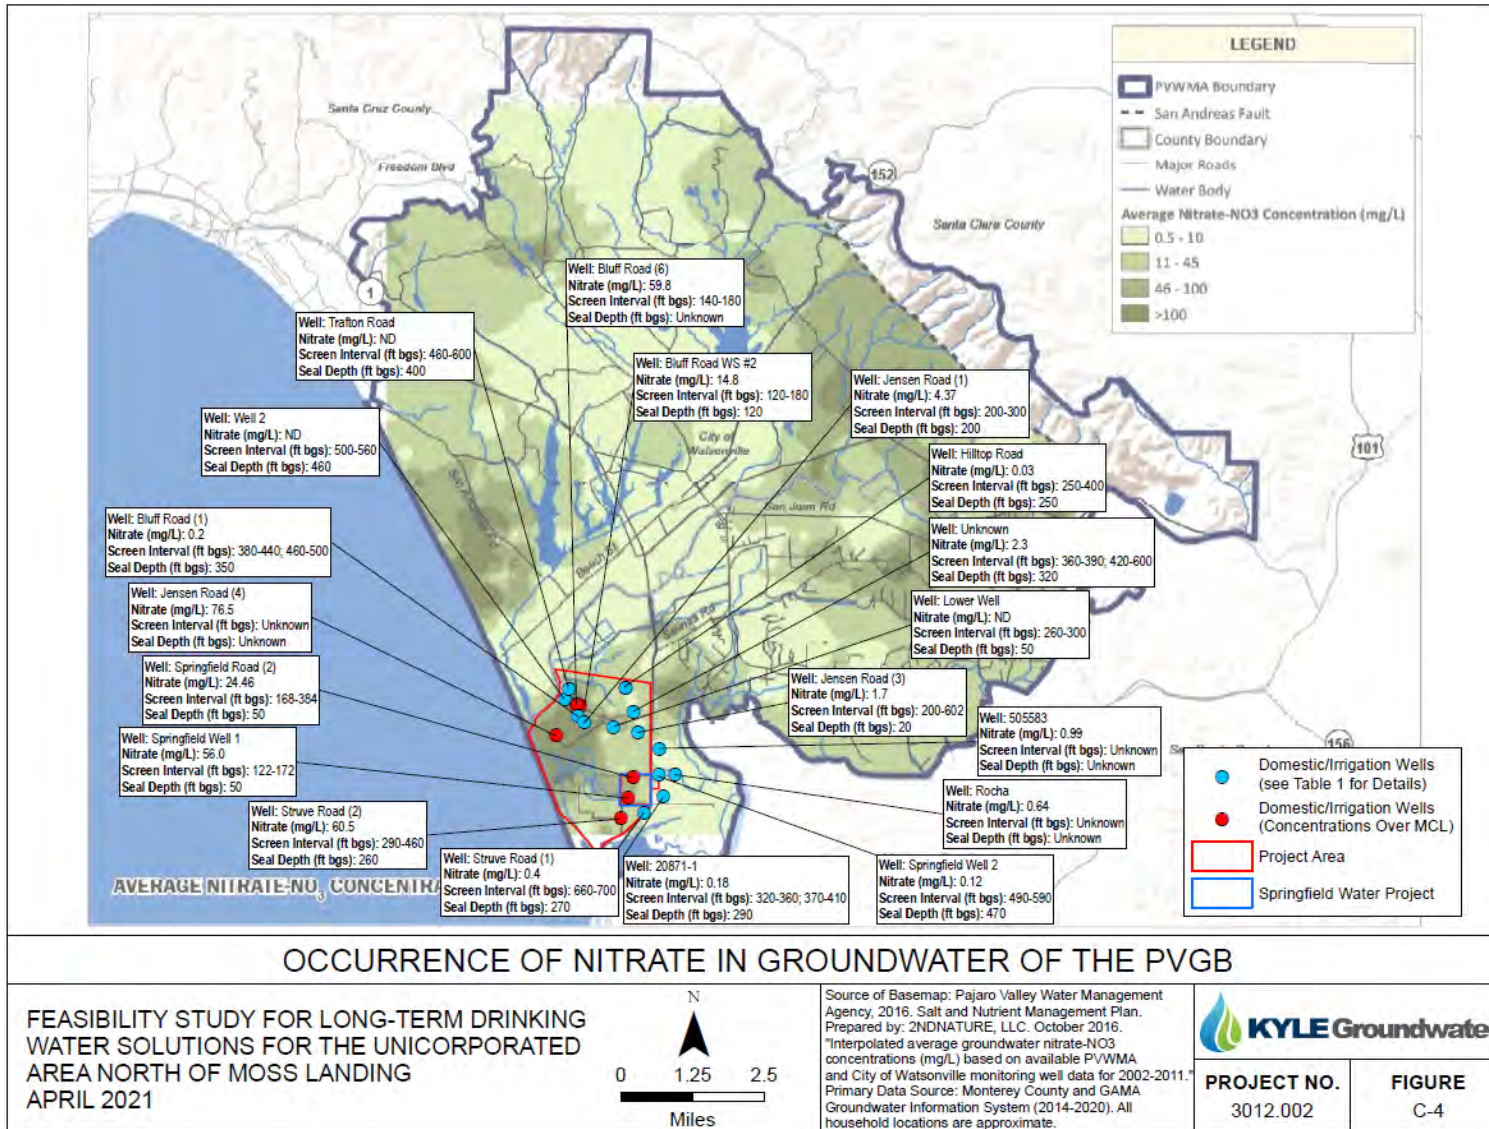 LEGEND
PVWMA Boundary
San Andreas Fault
County Boundary
Major Roads
Water Body
Average Nitrate-NO3 Concentration (mg/L)
0.5 - 10
11 - 45
46 - 100
>100
Santa Cruz County
Freedom Blvd
152
Santa Clara County
1
101
156
City of
Watsonville
San Juan Rd
San Andreas Rd
Beach St
Salinas Rd
Well: Bluff Road (6)
Nitrate (mg/L): 59.8
Screen Interval (ft bgs): 140-180
Seal Depth (ft bgs): Unknown
Well: Trafton Road
Nitrate (mg/L): ND
Screen Interval (ft bgs): 460-600
Seal Depth (ft bgs): 400
Well: Bluff Road WS #2
Nitrate (mg/L): 14.8
Screen Interval (ft bgs): 120-180
Seal Depth (ft bgs): 120
Well: Jensen Road (1)
Nitrate (mg/L): 4.37
Screen Interval (ft bgs): 200-300
Seal Depth (ft bgs): 200
Well: Well 2
Nitrate (mg/L): ND
Screen Interval (ft bgs): 500-560
Seal Depth (ft bgs): 460
Well: Hilltop Road
Nitrate (mg/L): 0.03
Screen Interval (ft bgs): 250-400
Seal Depth (ft bgs): 250
Well: Bluff Road (1)
Nitrate (mg/L): 0.2
Screen Interval (ft bgs): 380-440; 460-500
Seal Depth (ft bgs): 350
Well: Unknown
Nitrate (mg/L): 2.3
Screen Interval (ft bgs): 360-390; 420-600
Seal Depth (ft bgs): 320
Well: Jensen Road (4)
Nitrate (mg/L): 76.5
Screen Interval (ft bgs): Unknown
Seal Depth (ft bgs): Unknown
Well: Lower Well
Nitrate (mg/L): ND
Screen Interval (ft bgs): 260-300
Seal Depth (ft bgs): 50
Well: Springfield Road (2)
Nitrate (mg/L): 24.46
Screen Interval (ft bgs): 168-384
Seal Depth (ft bgs): 50
Well: Jensen Road (3)
Nitrate (mg/L): 1.7
Screen Interval (ft bgs): 200-602
Seal Depth (ft bgs): 20
Well: 505583
Nitrate (mg/L): 0.99
Screen Interval (ft bgs): Unknown
Seal Depth (ft bgs): Unknown
Well: Springfield Well 1
Nitrate (mg/L): 56.0
Screen Interval (ft bgs): 122-172
Seal Depth (ft bgs): 50
Well: Rocha
Nitrate (mg/L): 0.64
Screen Interval (ft bgs): Unknown
Seal Depth (ft bgs): Unknown
Well: Struve Road (2)
Nitrate (mg/L): 60.5
Screen Interval (ft bgs): 290-460
Seal Depth (ft bgs): 260
Well: Struve Road (1)
Nitrate (mg/L): 0.4
Screen Interval (ft bgs): 660-700
Seal Depth (ft bgs): 270
Well: 20871-1
Nitrate (mg/L): 0.18
Screen Interval (ft bgs): 320-360; 370-410
Seal Depth (ft bgs): 290
Well: Springfield Well 2
Nitrate (mg/L): 0.12
Screen Interval (ft bgs): 490-590
Seal Depth (ft bgs): 470
Domestic/Irrigation Wells
(see Table 1 for Details)
Domestic/Irrigation Wells
(Concentrations Over MCL)
Project Area
Springfield Water Project
AVERAGE NITRATE-NO3 CONCENTRA
OCCURRENCE OF NITRATE IN GROUNDWATER OF THE PVGB
FEASIBILITY STUDY FOR LONG-TERM DRINKING
WATER SOLUTIONS FOR THE UNICORPORATED
AREA NORTH OF MOSS LANDING
APRIL 2021
N
0 1.25 2.5
Miles
Source of Basemap: Pajaro Valley Water Management
Agency, 2016. Salt and Nutrient Management Plan.
Prepared by: 2NDNATURE, LLC. October 2016.
"Interpolated average groundwater nitrate-NO3
concentrations (mg/L) based on available PVWMA
and City of Watsonville monitoring well data for 2002-2011."
Primary Data Source: Monterey County and GAMA
Groundwater Information System (2014-2020). All
household locations are approximate.
KYLE Groundwate
PROJECT NO.
3012.002
FIGURE
C-4